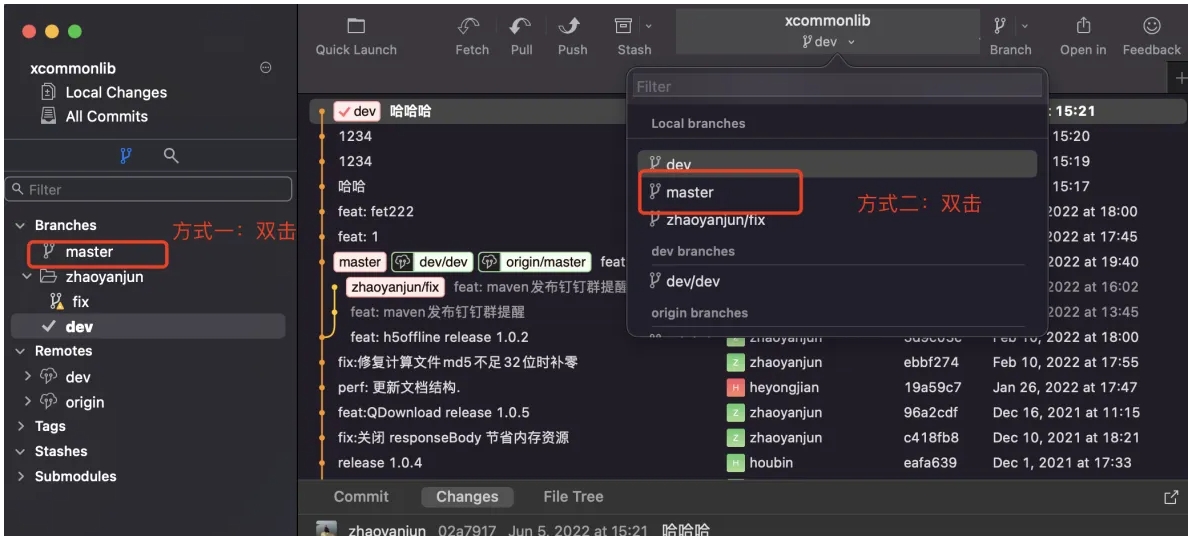 xcommonlib
Local Changes
All Commits
Filter
Branches
方式一：双击
master
zhaoyanjun
fix
dev
Remotes
dev
origin
Tags
Stashes
Submodules
Quick Launch
Fetch
Pull
Push
Stash
xcommonlib
dev
Branch
Open in
Feedback
Filter
Local branches
dev
master
方式二：双击
zhaoyanjun/fix
dev branches
dev/dev
origin branches
dev 哈哈哈 : 15:21
1234 15:20
1234 15:19
哈哈 15:17
feat: fet222 2022 at 18:00
feat: 1 2022 at 17:45
master dev/dev origin/master feat 2022 at 19:40
zhaoyanjun/fix feat: maven发布钉钉群提醒 2022 at 16:02
feat: maven发布钉钉群提醒 2022 at 13:45
feat: h5offline release 1.0.2 zhaoyanjun 2022 at 18:00
fix:修复计算文件md5不足32位时补零 zhaoyanjun ebbf274 Feb 10, 2022 at 17:55
perf: 更新文档结构. heyongjian 19a59c7 Jan 26, 2022 at 17:47
feat:QDownload release 1.0.5 zhaoyanjun 96a2cdf Dec 16, 2021 at 11:15
fix:关闭 responseBody 节省内存资源 zhaoyanjun c418fb8 Dec 10, 2021 at 18:21
release 1.0.4 houbin eafa639 Dec 1, 2021 at 17:33
Commit
Changes
File Tree
zhaoyanjun 02a7917 Jun 5, 2022 at 15:21 哈哈哈